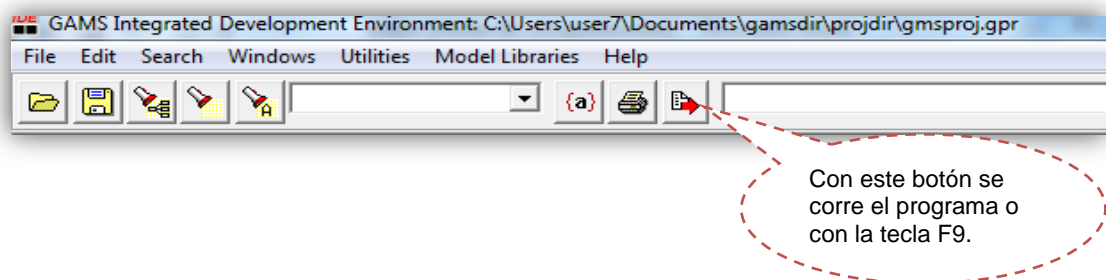 IDE GAMS Integrated Development Environment: C:\Users\user7\Documents\gamsdir\projdir\gmsproj.gpr
File Edit Search Windows Utilities Model Libraries Help
A {a}
Con este botón se
corre el programa o
con la tecla F9.